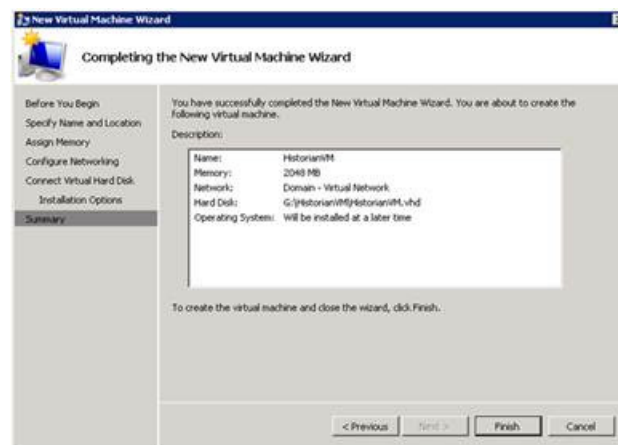 New Virtual Machine Wizard
Completing the New Virtual Machine Wizard
Before You Begin
Specify Name and Location
Assign Memory
Configure Networking
Connect Virtual Hard Disk
Installation Options
Summary
You have successfully completed the New Virtual Machine Wizard. You are about to create the
following virtual machine.
Description:
Name: HistorianVM
Memory: 2048 MB
Network: Domain - Virtual Network
Hard Disk: G:\HistorianVM\HistorianVM.vhd
Operating System: Will be installed at a later time
To create the virtual machine and close the wizard, click Finish.
< Previous Next > Finish Cancel